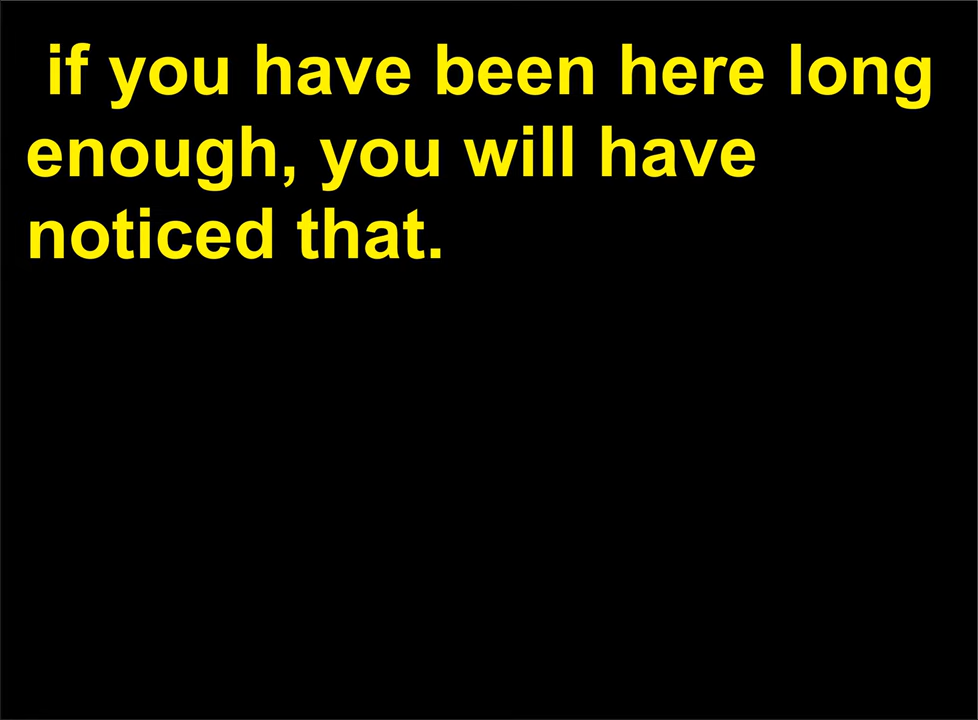 if you have been here long
enough, you will have
noticed that.